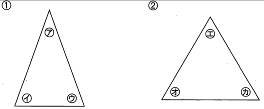 ① ②
㋐ ㋓
㋑ ㋒ ㋔ ㋕